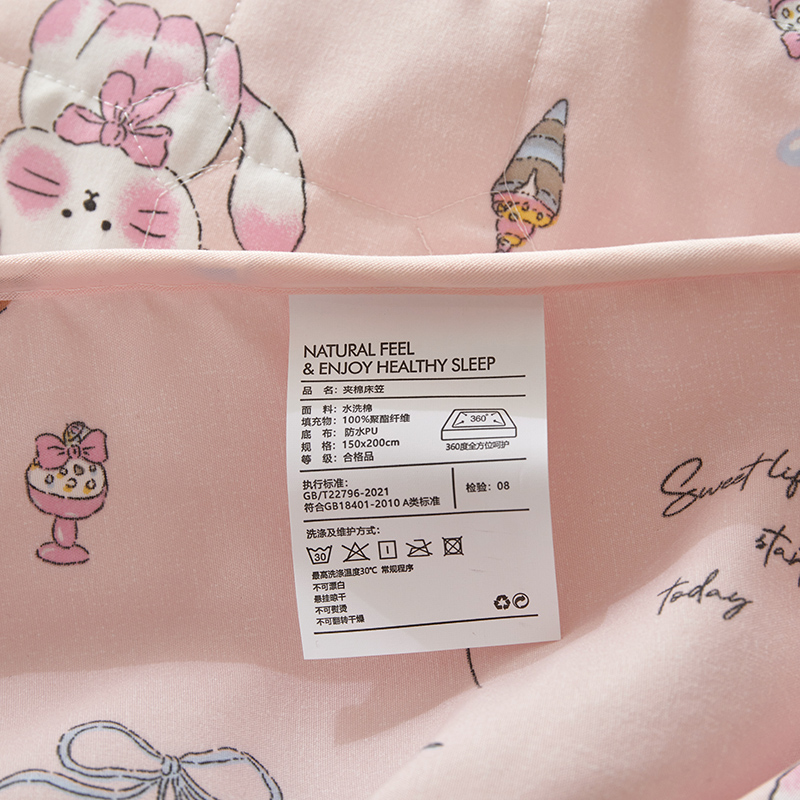 NATURAL FEEL
& ENJOY HEALTHY SLEEP
品 名：夹棉床笠
面 料：水洗棉
填充物：100%聚酯纤维
底 布：防水PU
规 格：150x200cm
等 级：合格品
360°
360度全方位呵护
执行标准：
GB/T22796-2021
符合GB18401-2010 A类标准
检验：08
洗涤及维护方式：
30
最高洗涤温度30℃ 常规程序
不可漂白
悬挂晾干
不可熨烫
不可翻转干燥
Sweet
today